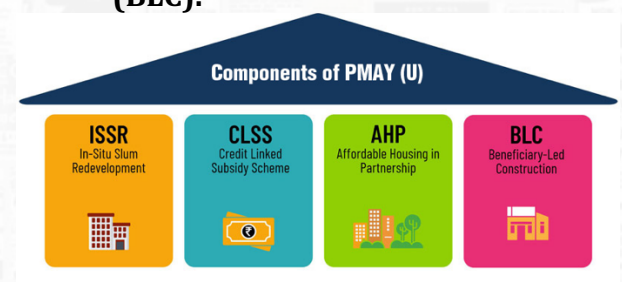 (BLC).
Components of PMAY (U)
ISSR
In-Situ Slum
Redevelopment
CLSS
Credit Linked
Subsidy Scheme
AHP
Affordable Housing in
Partnership
BLC
Beneficiary-Led
Construction
₹